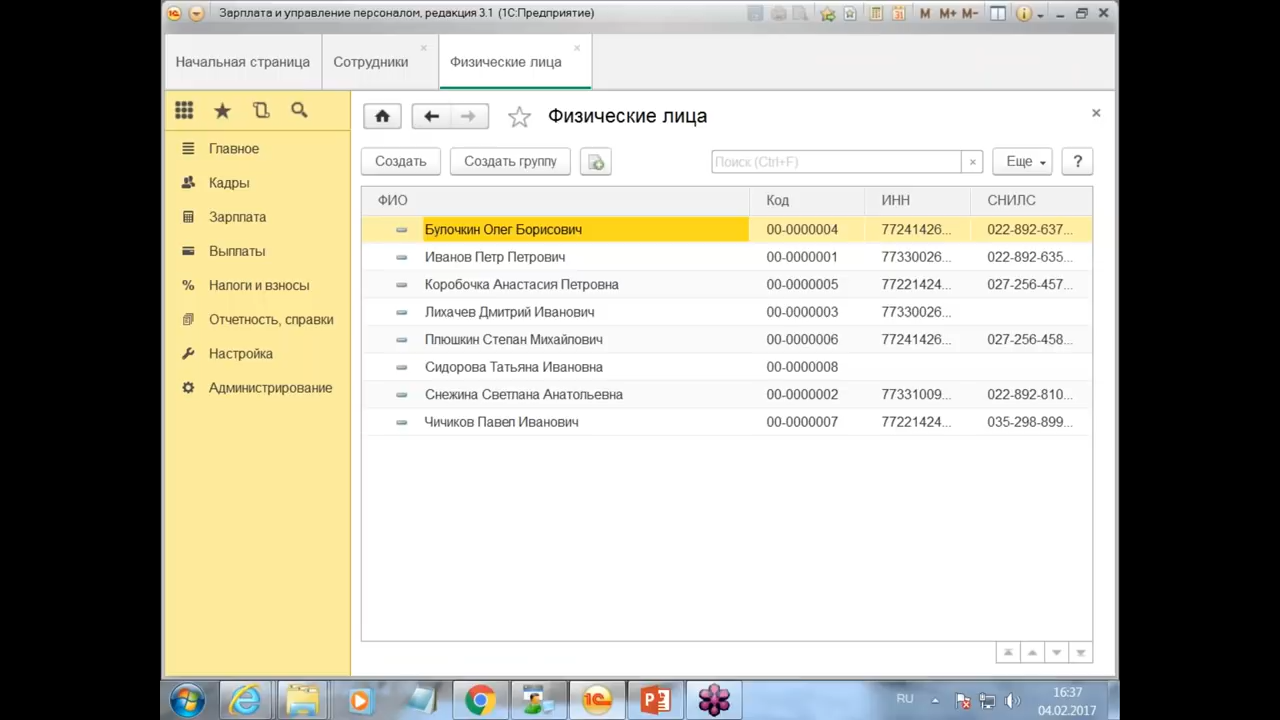 Зарплата и управление персоналом, редакция 3.1 (1С:Предприятие)
M M+ M-
Начальная страница
Сотрудники
Физические лица
Физические лица
Главное
Кадры
Зарплата
Выплаты
Налоги и взносы
Отчетность, справки
Настройка
Администрирование
Создать
Создать группу
Поиск (Ctrl+F)
Еще
?
ФИО Код ИНН СНИЛС
Булочкин Олег Борисович 00-0000004 77241426... 022-892-637...
Иванов Петр Петрович 00-0000001 77330026... 022-892-635...
Коробочка Анастасия Петровна 00-0000005 77221424... 027-256-457...
Лихачев Дмитрий Иванович 00-0000003 77330026...
Плюшкин Степан Михайлович 00-0000006 77241426... 027-256-458...
Сидорова Татьяна Ивановна 00-0000008
Снежина Светлана Анатольевна 00-0000002 77331009... 022-892-810...
Чичиков Павел Иванович 00-0000007 77221424... 035-298-899...
RU
16:37
04.02.2017